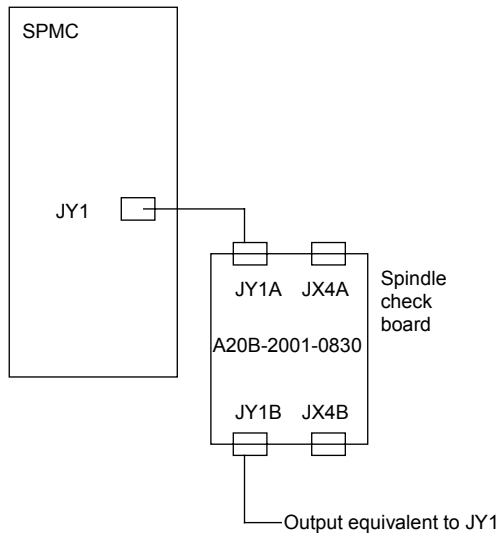 SPMC
JY1
JY1A JX4A
Spindle
check
board
A20B-2001-0830
JY1B JX4B
Output equivalent to JY1